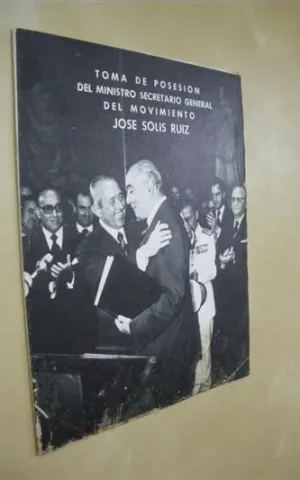 TOMA DE POSESION
DEL MINISTRO SECRETARIO GENERAL
DEL MOVIMIENTO
JOSE SOLIS RUIZ